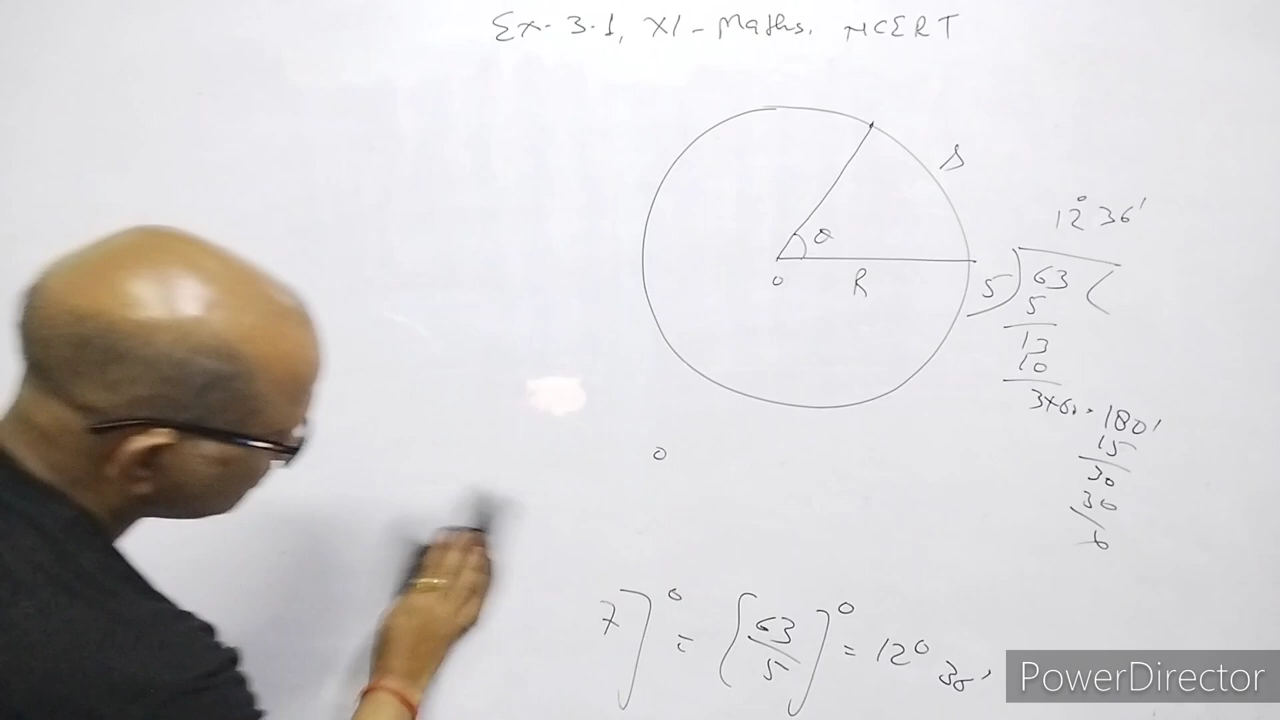 Ex. 3.1, XI - Maths. NCERT
s
θ
o
R
12° 36'
5) 63 (
5
13
10
3×60 = 180'
15
30
30
0
7]° = [63/5]° = 12° 36'
PowerDirector